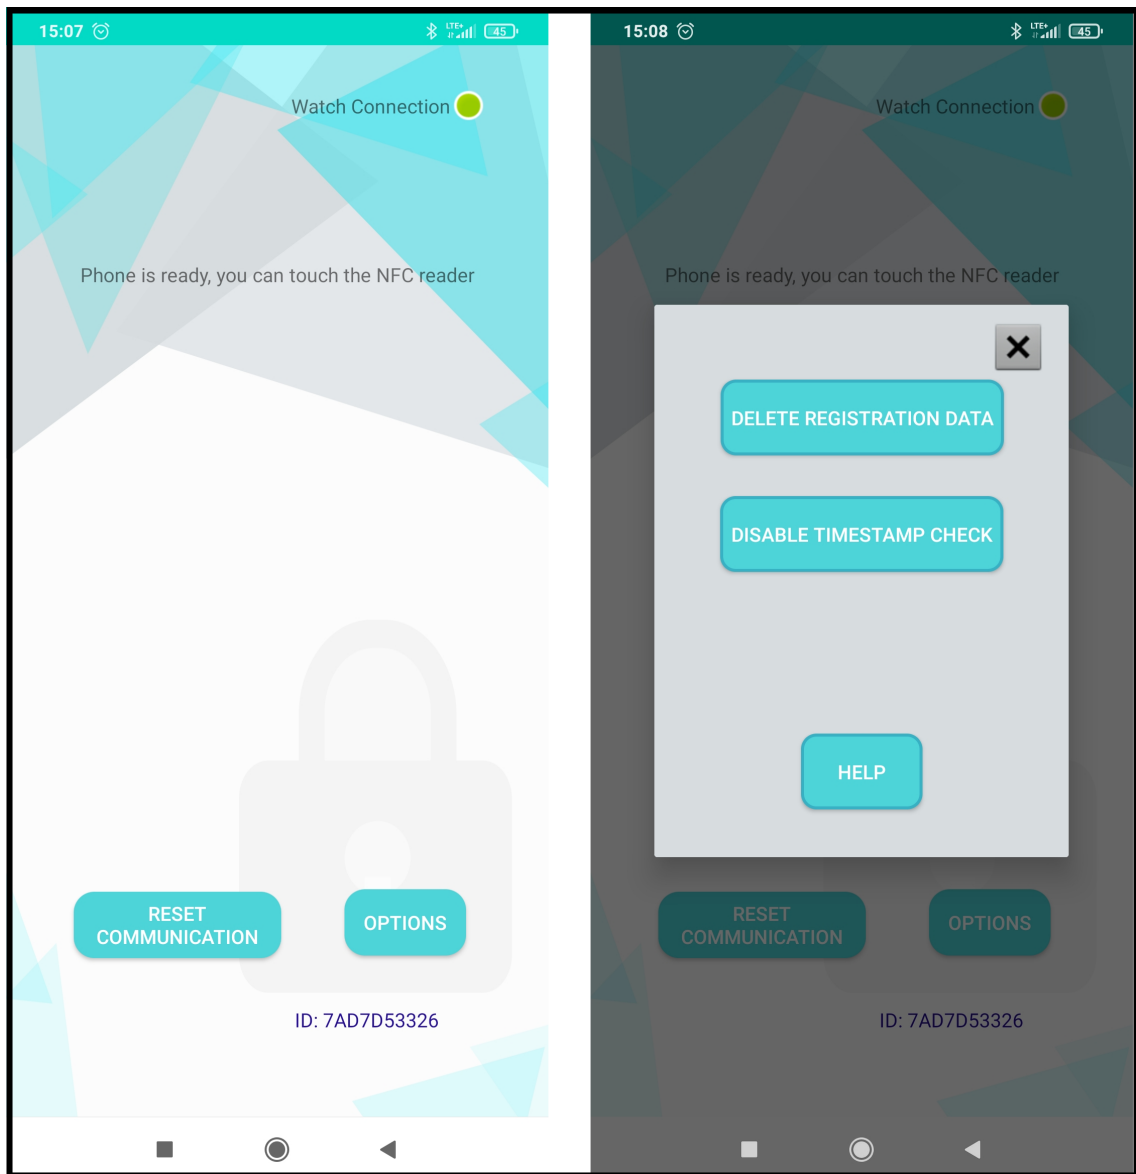 15:07
LTE+
45
Watch Connection
Phone is ready, you can touch the NFC reader
RESET
COMMUNICATION
OPTIONS
ID: 7AD7D53326
15:08
LTE+
45
Watch Connection
Phone is ready, you can touch the NFC reader
DELETE REGISTRATION DATA
DISABLE TIMESTAMP CHECK
HELP
RESET
COMMUNICATION
OPTIONS
ID: 7AD7D53326